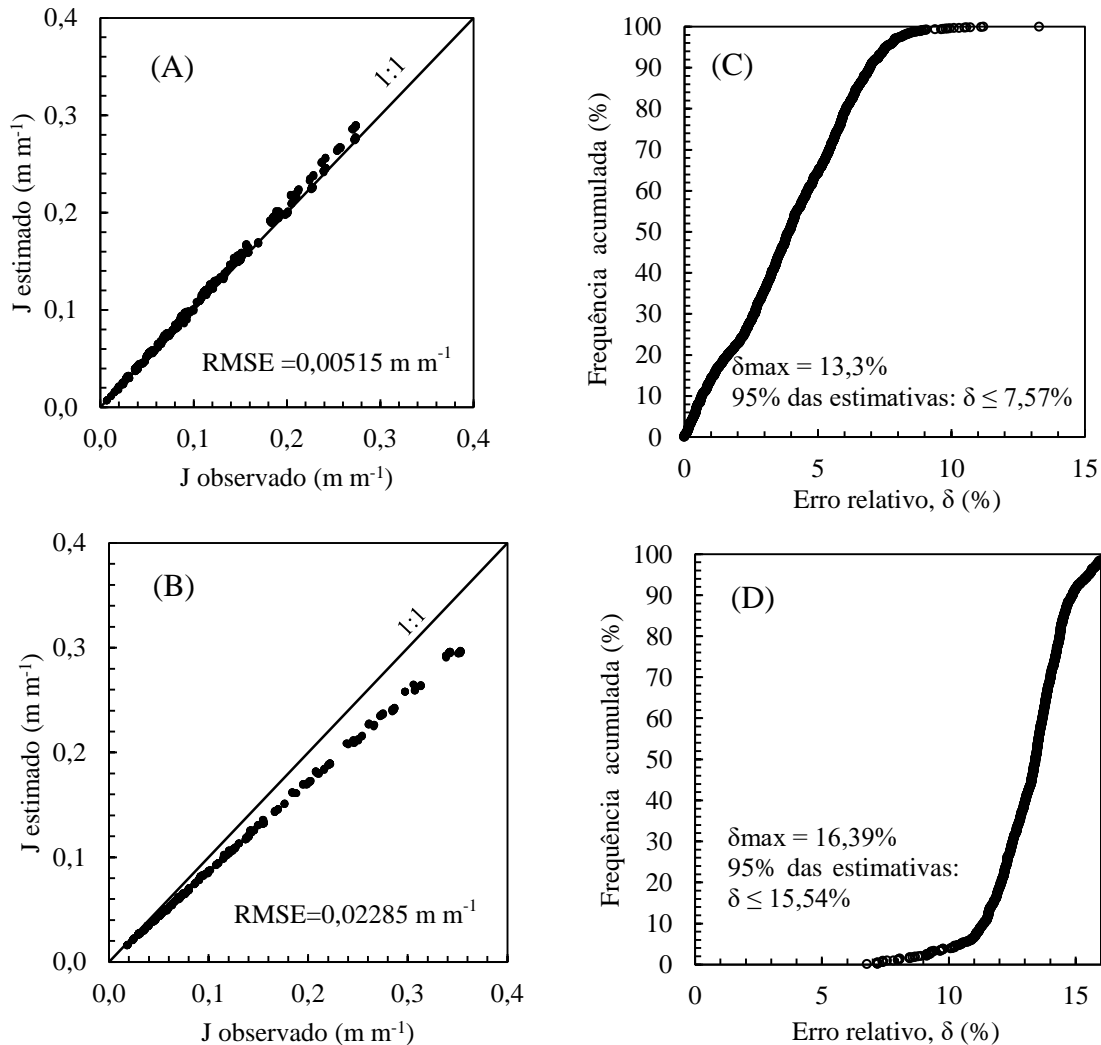 (A)
1:1
RMSE =0,00515 m m⁻¹
J estimado (m m⁻¹)
0,4
0,3
0,2
0,1
0,0
0,0 0,1 0,2 0,3 0,4
J observado (m m⁻¹)
(C)
δmax = 13,3%
95% das estimativas: δ ≤ 7,57%
Frequência acumulada (%)
100
90
80
70
60
50
40
30
20
10
0
0 5 10 15
Erro relativo, δ (%)
(B)
1:1
RMSE=0,02285 m m⁻¹
J estimado (m m⁻¹)
0,4
0,3
0,2
0,1
0,0
0,0 0,1 0,2 0,3 0,4
J observado (m m⁻¹)
(D)
δmax = 16,39%
95% das estimativas:
δ ≤ 15,54%
Frequência acumulada (%)
100
90
80
70
60
50
40
30
20
10
0
0 5 10 15
Erro relativo, δ (%)